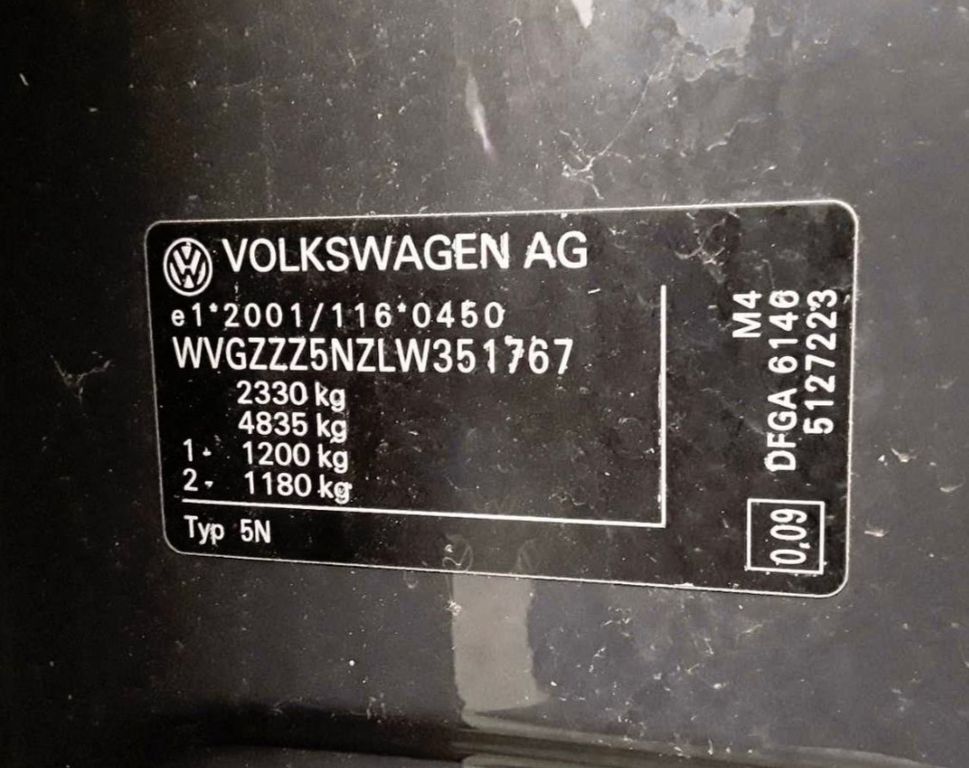 VOLKSWAGEN AG
e1*2001/116*0450
WVGZZZ5NZLW351767
2330 kg
4835 kg
1- 1200 kg
2- 1180 kg
Typ 5N
M4
DFGA 6146
5127223
0,09